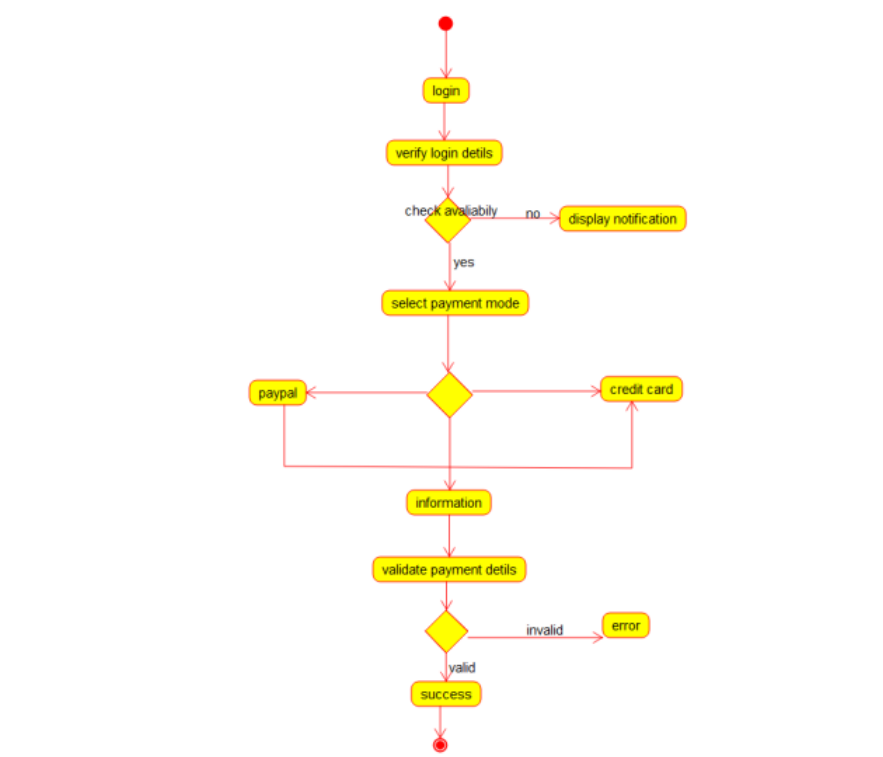 login
verify login detils
check avaliabily
no
display notification
yes
select payment mode
paypal
credit card
information
validate payment detils
invalid
error
valid
success